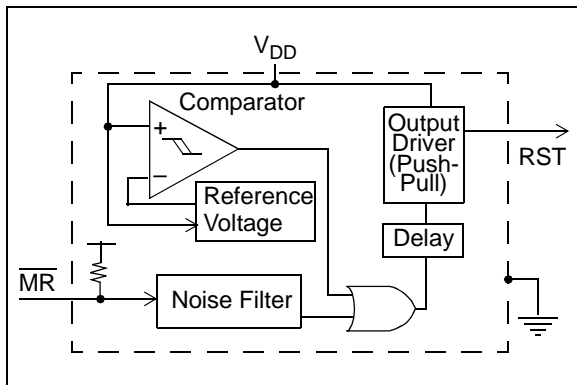 VDD
Comparator
+
–
Output
Driver
(Push-
Pull)
RST
Reference
Voltage
Delay
MR
Noise Filter